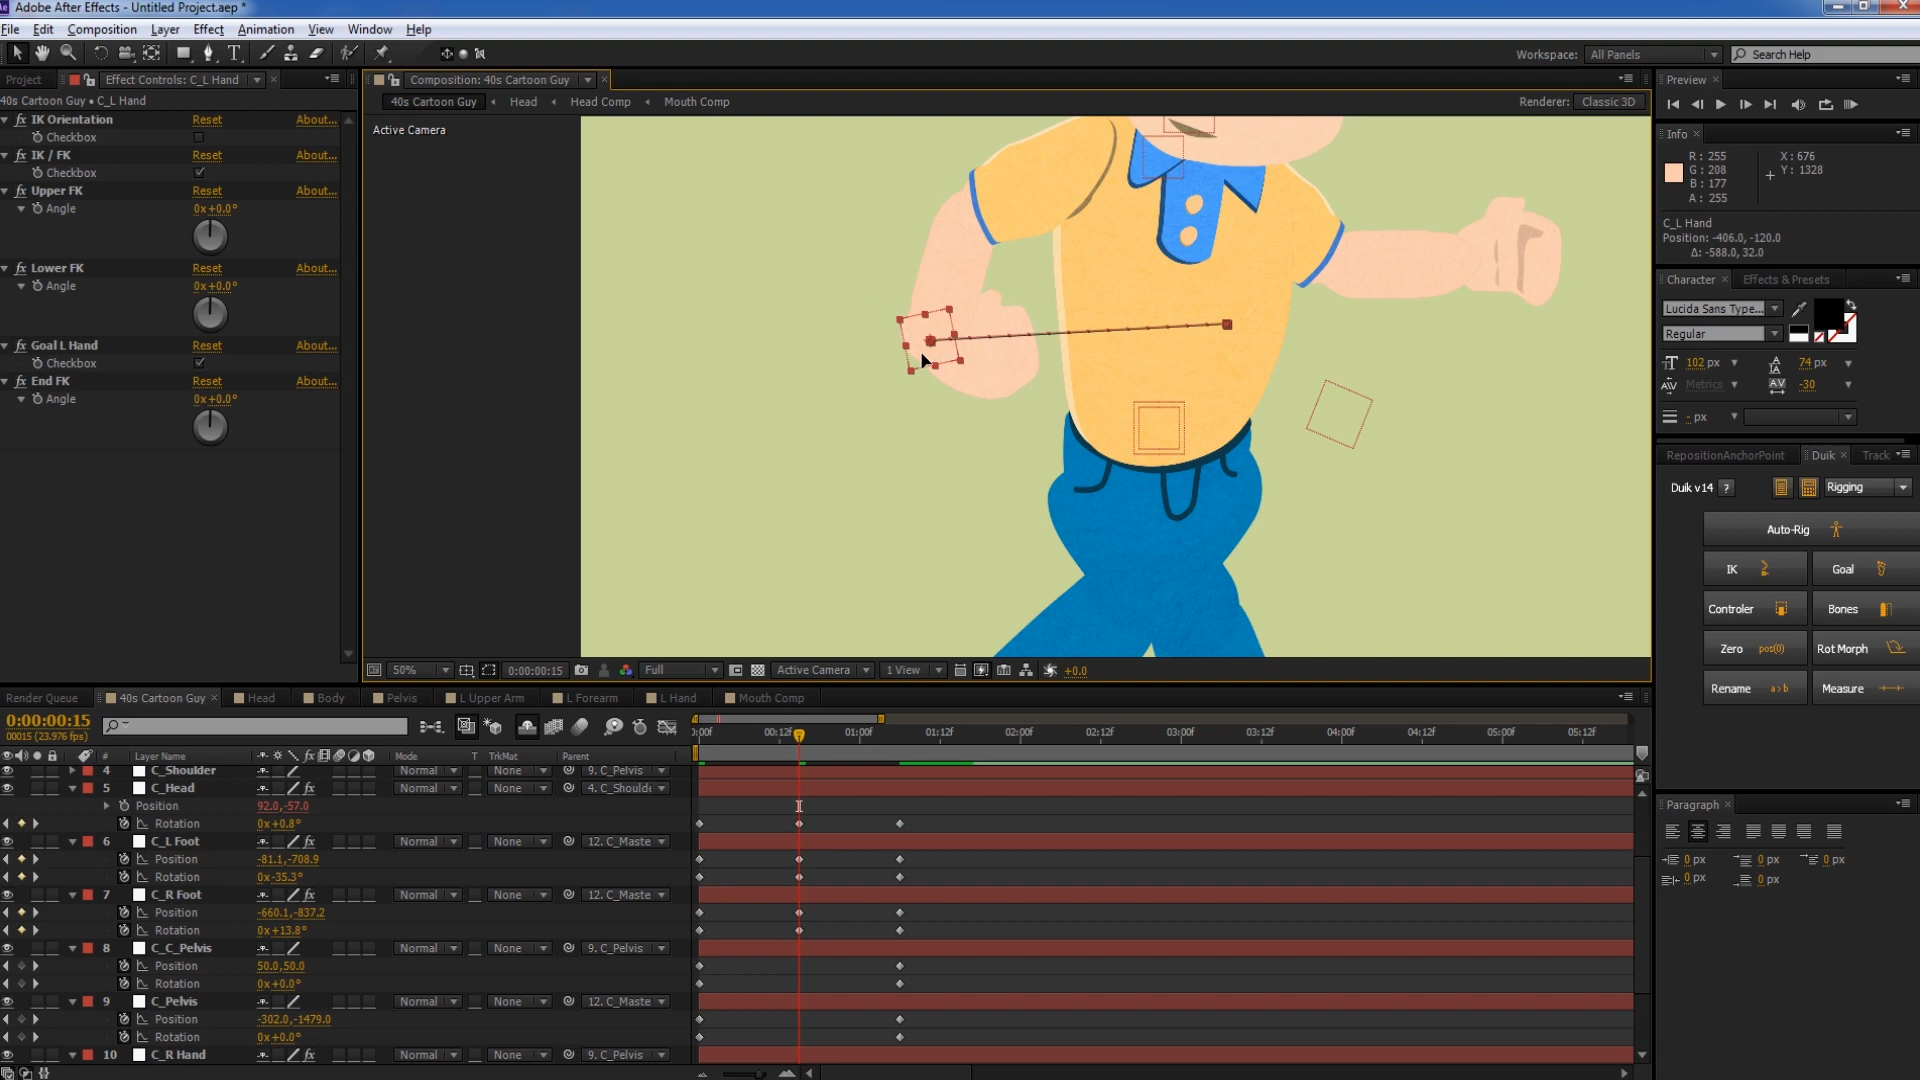 Adobe After Effects - Untitled Project.aep *
File Edit Composition Layer Effect Animation View Window Help
Workspace: All Panels Search Help
Project Effect Controls: C_L Hand
40s Cartoon Guy • C_L Hand
IK Orientation Reset About...
Checkbox
IK / FK Reset About...
Checkbox
Upper FK Reset About...
Angle 0x+0.0°
Lower FK Reset About...
Angle 0x+0.0°
Goal L Hand Reset About...
Checkbox
End FK Reset About...
Angle 0x+0.0°
Composition: 40s Cartoon Guy
40s Cartoon Guy Head Head Comp Mouth Comp
Renderer: Classic 3D
Active Camera
50% 0:00:00:15 Full Active Camera 1 View +0.0
Preview
Info
R: 255 X: 676
G: 208 Y: 1328
B: 177
A: 255
C_L Hand
Position: -406.0, -120.0
Δ: -588.0, 32.0
Character Effects & Presets
Lucida Sans Type...
Regular
102 px 74 px
Metrics -30
- px
RepositionAnchorPoint Duik Track
Duik v14 ? Rigging
Auto-Rig
IK Goal
Controler Bones
Zero pos(0) Rot Morph
Rename a>b Measure
Paragraph
0 px 0 px 0 px
0 px 0 px
Render Queue 40s Cartoon Guy Head Body Pelvis L Upper Arm L Forearm L Hand Mouth Comp
0:00:00:15
00015 (23.976 fps)
# Layer Name Mode T TrkMat Parent
0:00f 00:12f 01:00f 01:12f 02:00f 02:12f 03:00f 03:12f 04:00f 04:12f 05:00f 05:12f
4 C_Shoulder Normal None 9. C_Pelvis
5 C_Head Normal None 4. C_Should
Position 92.0,-57.0
Rotation 0x+0.8°
6 C_L Foot Normal None 12. C_Maste
Position -81.1,-708.9
Rotation 0x-35.3°
7 C_R Foot Normal None 12. C_Maste
Position -660.1,-837.2
Rotation 0x+13.8°
8 C_C_Pelvis Normal None 9. C_Pelvis
Position 50.0,50.0
Rotation 0x+0.0°
9 C_Pelvis Normal None 12. C_Maste
Position -302.0,-1479.0
Rotation 0x+0.0°
10 C_R Hand Normal None 9. C_Pelvis